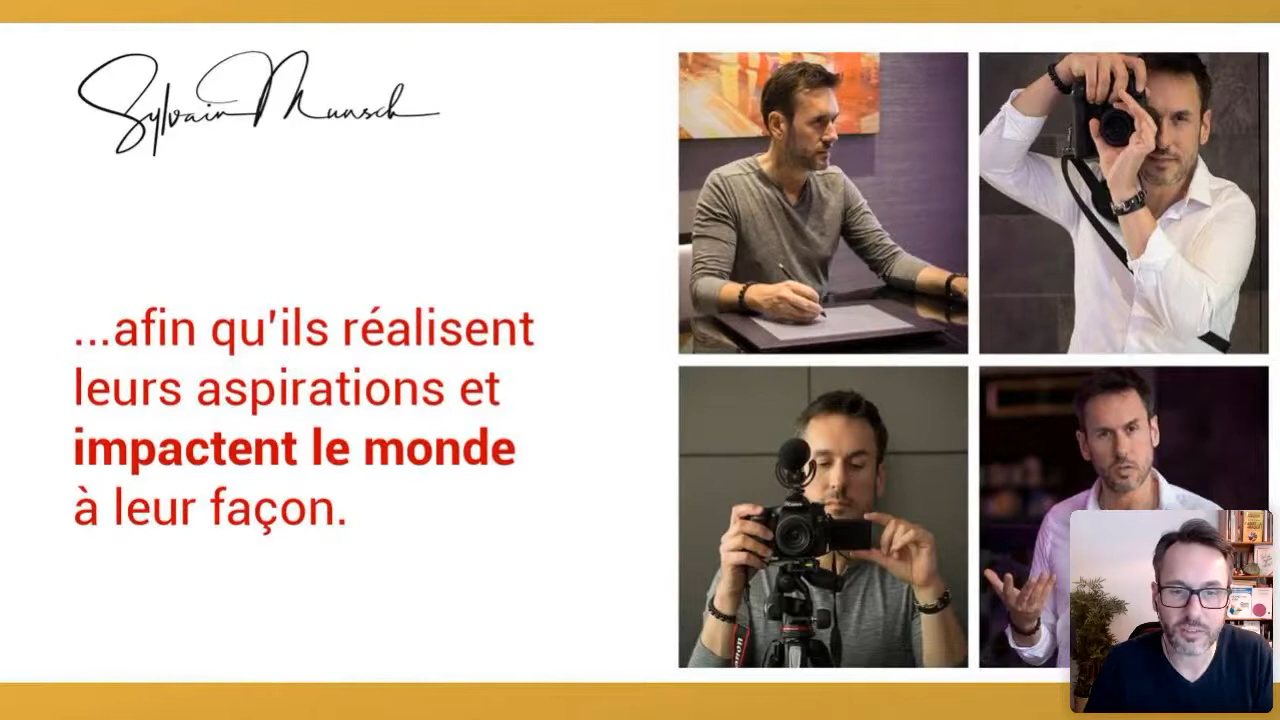 Sylvain Munsch
...afin qu'ils réalisent
leurs aspirations et
impactent le monde
à leur façon.